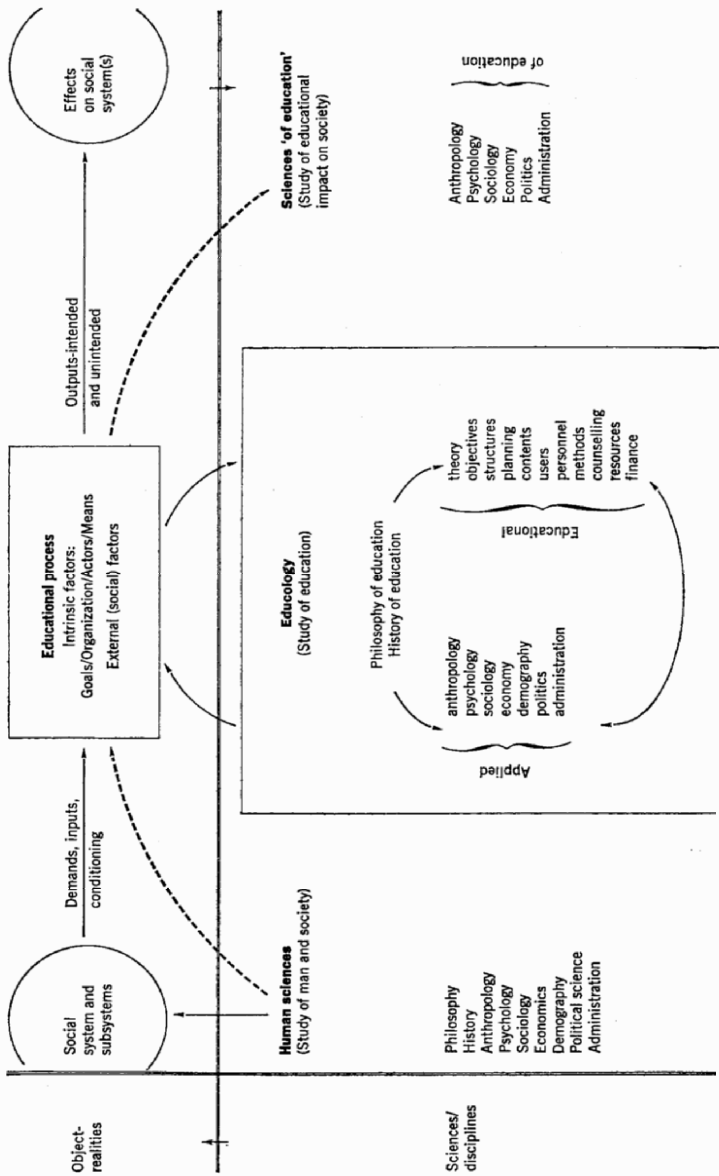 Object-
realities
Social
system and
subsystems
Demands, inputs,
conditioning
Educational process
Intrinsic factors:
Goals/Organization/Actors/Means
External (social) factors
Outputs-intended
and unintended
Effects
on social
system(s)
Sciences/
disciplines
Human sciences
(Study of man and society)
Philosophy
History
Anthropology
Psychology
Sociology
Economics
Demography
Political science
Administration
Educology
(Study of education)
Philosophy of education
History of education
Applied
anthropology
psychology
sociology
economy
demography
politics
administration
Educational
theory
objectives
structures
planning
contents
users
personnel
methods
counselling
resources
finance
Sciences 'of education'
(Study of educational
impact on society)
Anthropology
Psychology
Sociology
Economy
Politics
Administration
of education